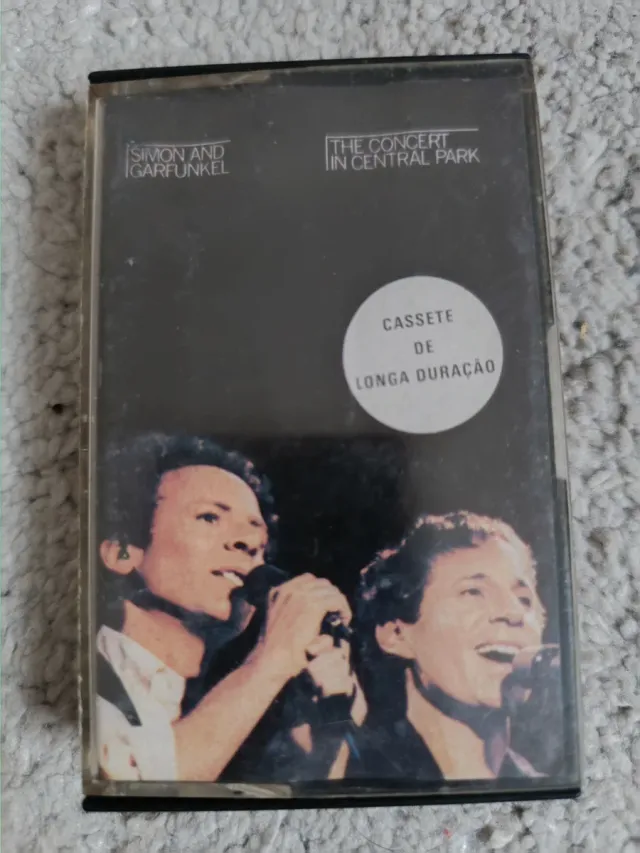 SIMON AND
GARFUNKEL
THE CONCERT
IN CENTRAL PARK
CASSETE
DE
LONGA DURAÇÃO